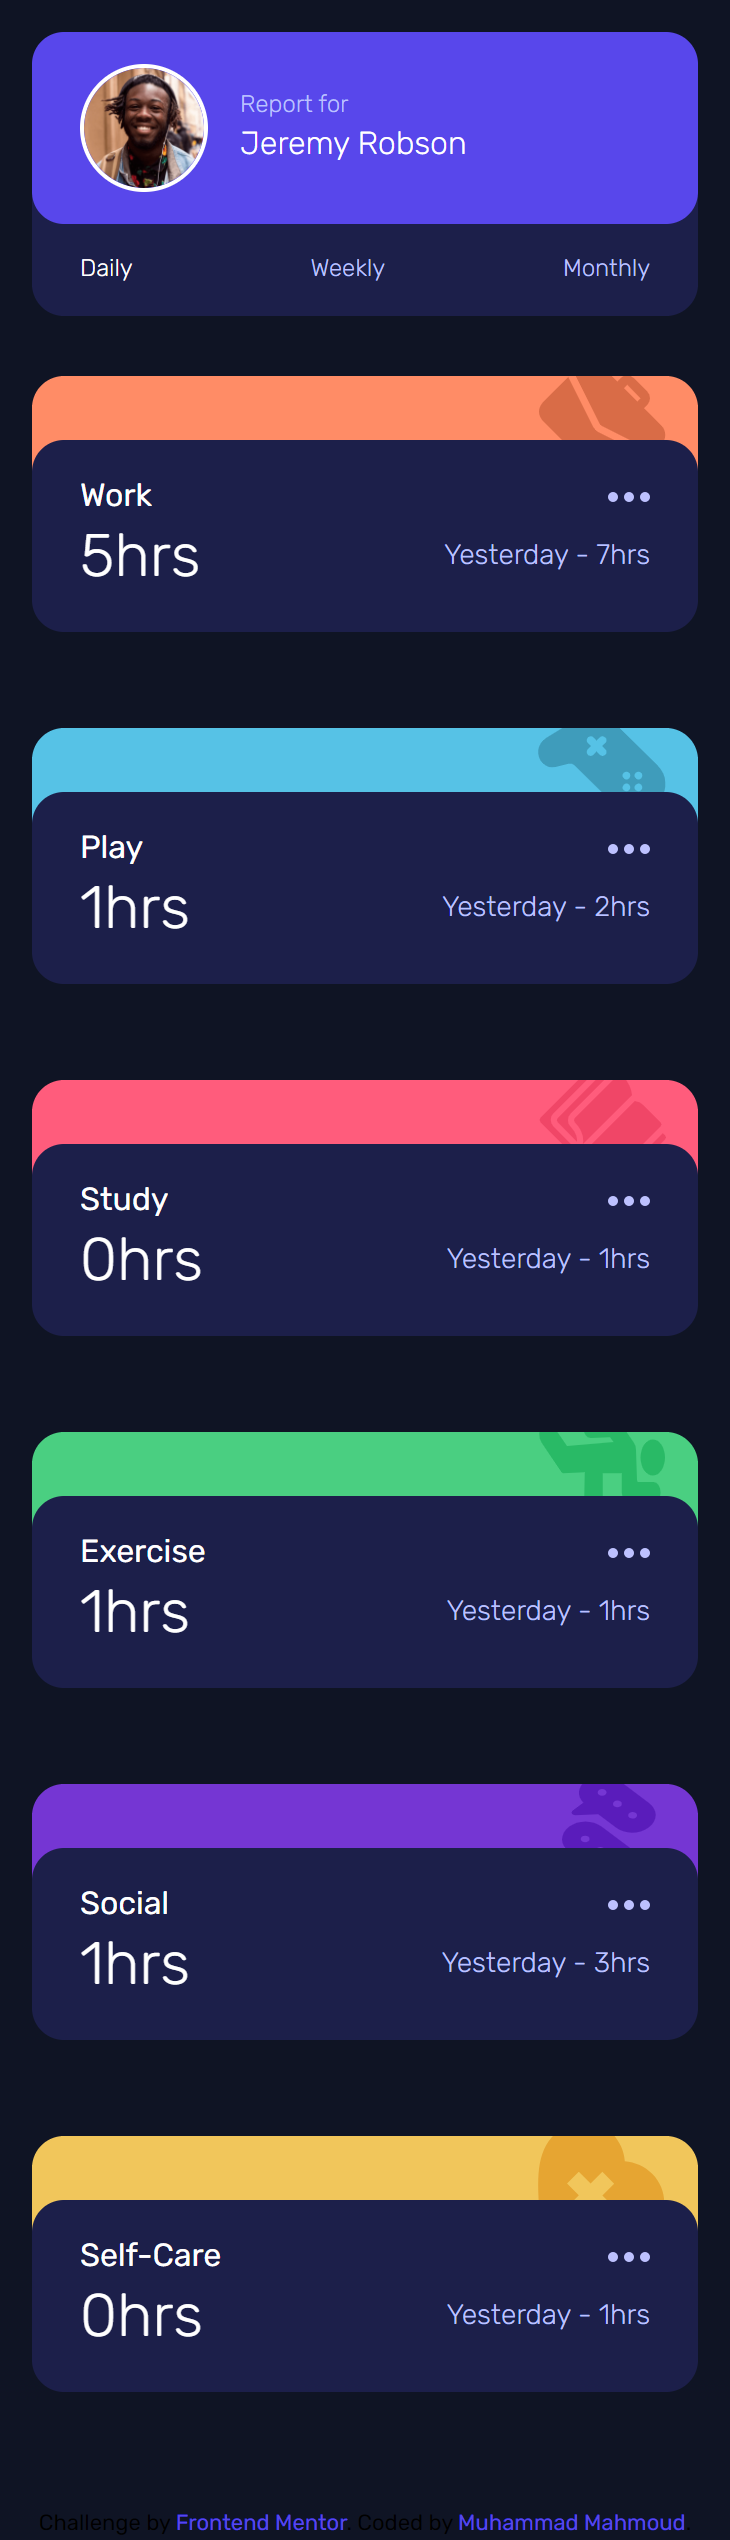 Report for
Jeremy Robson
Daily Weekly Monthly
Work
5hrs Yesterday - 7hrs
Play
1hrs Yesterday - 2hrs
Study
0hrs Yesterday - 1hrs
Exercise
1hrs Yesterday - 1hrs
Social
1hrs Yesterday - 3hrs
Self-Care
0hrs Yesterday - 1hrs
Challenge by Frontend Mentor. Coded by Muhammad Mahmoud.